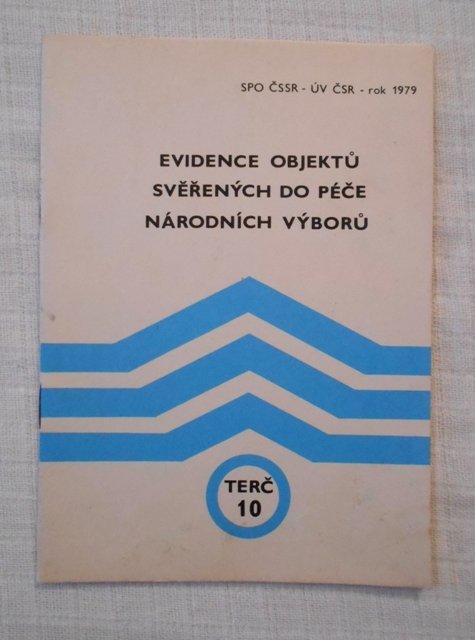 SPO ČSSR - ÚV ČSR - rok 1979
EVIDENCE OBJEKTŮ
SVĚŘENÝCH DO PÉČE
NÁRODNÍCH VÝBORŮ
TERČ
10